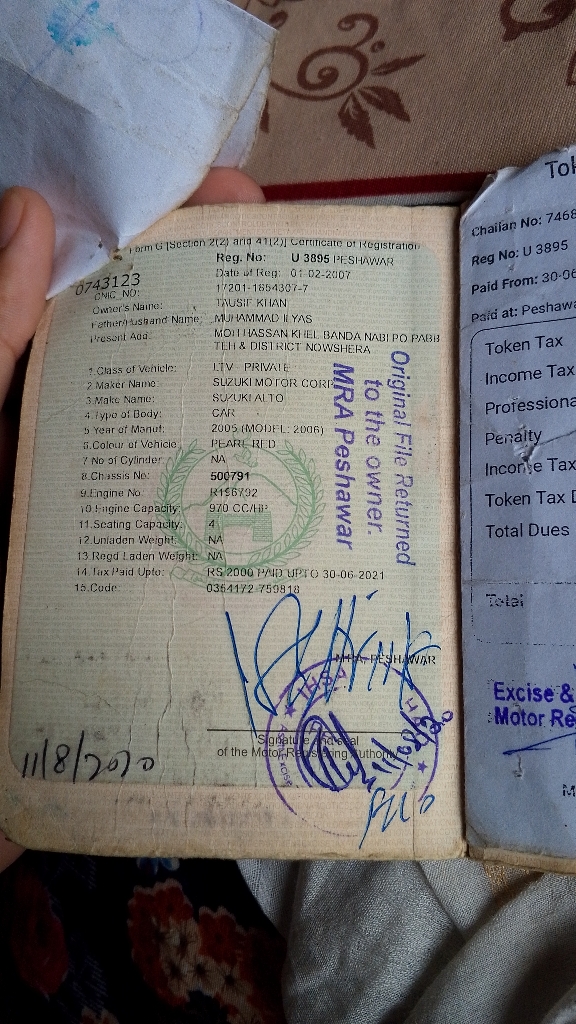 Form G [Section 2(2) and 41(2)] Certificate of Registration
Reg. No: U 3895 PESHAWAR
Date of Reg: 01-02-2007
0743123
CNIC_NO: 17201-1654307-7
Owner's Name: TAUSIF KHAN
Father/Husband Name: MUHAMMAD ILYAS
Present Add: MOH HASSAN KHEL BANDA NABI PO PABB
TEH & DISTRICT NOWSHERA
1.Class of Vehicle: LTV - PRIVATE
2.Maker Name: SUZUKI MOTOR CORP
3.Make Name: SUZUKI ALTO
4.Type of Body: CAR
5.Year of Manuf: 2005 (MODEL: 2006)
6.Colour of Vehicle: PEARL RED
7.No of Cylinder: NA
8.Chassis No: 500791
9.Engine No: R156792
10.Engine Capacity: 970 CC/HP
11.Seating Capacity: 4
12.Unladen Weight: NA
13.Regd Laden Weight: NA
14.Tax Paid Upto: RS 2000 PAID UPTO 30-06-2021
15.Code: 0354172-759818
Original File Returned
to the owner.
MRA Peshawar
MRA, PESHAWAR
Signature and seal
of the Motor Registering Authority
11/8/2020
Challan No: 7468
Reg No: U 3895
Paid From: 30-06
Paid at: Peshawa
Token Tax
Income Tax
Professiona
Penalty
Income Tax
Token Tax D
Total Dues
Total
Excise &
Motor Re